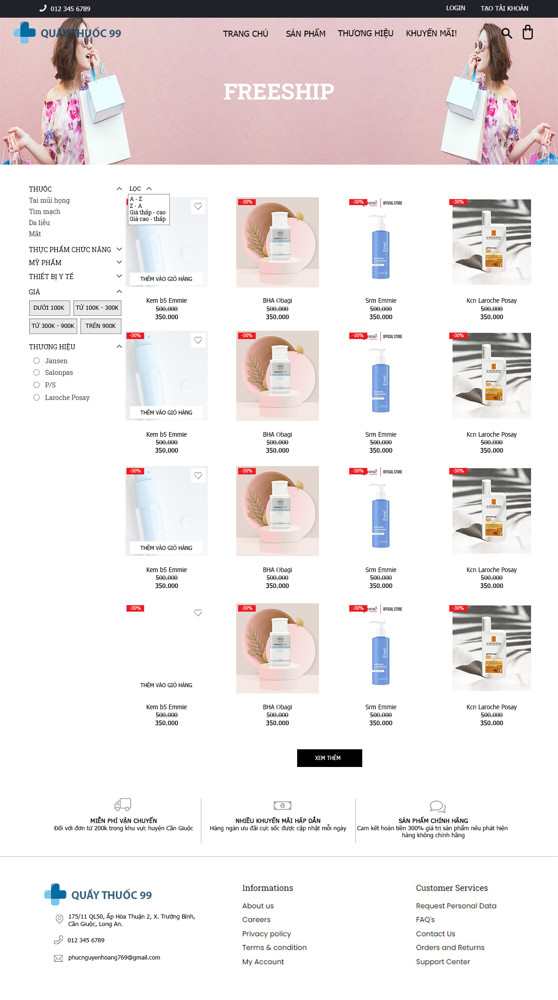 012 345 6789
LOGIN
TẠO TÀI KHOẢN
QUẦY THUỐC 99
TRANG CHỦ
SẢN PHẨM
THƯƠNG HIỆU
KHUYẾN MÃI!
FREESHIP
THUỐC
Tai mũi họng
Tim mạch
Da liễu
Mắt
THỰC PHẨM CHỨC NĂNG
MỸ PHẨM
THIẾT BỊ Y TẾ
GIÁ
DƯỚI 100K
TỪ 100K - 300K
TỪ 300K - 900K
TRÊN 900K
THƯƠNG HIỆU
Jansen
Salonpas
P/S
Laroche Posay
LỌC
A - Z
Z - A
Giá thấp - cao
Giá cao - thấp
THÊM VÀO GIỎ HÀNG
-30%
-30%
OFFICAL STORE
-30%
Kem b5 Emmie
500.000
350.000
BHA Obagi
500.000
350.000
Srm Emmie
500.000
350.000
Kcn Laroche Posay
500.000
350.000
-30%
THÊM VÀO GIỎ HÀNG
-30%
-30%
OFFICAL STORE
-30%
Kem b5 Emmie
500.000
350.000
BHA Obagi
500.000
350.000
Srm Emmie
500.000
350.000
Kcn Laroche Posay
500.000
350.000
-30%
THÊM VÀO GIỎ HÀNG
-30%
-30%
OFFICAL STORE
-30%
Kem b5 Emmie
500.000
350.000
BHA Obagi
500.000
350.000
Srm Emmie
500.000
350.000
Kcn Laroche Posay
500.000
350.000
-30%
THÊM VÀO GIỎ HÀNG
-30%
-30%
OFFICAL STORE
-30%
Kem b5 Emmie
500.000
350.000
BHA Obagi
500.000
350.000
Srm Emmie
500.000
350.000
Kcn Laroche Posay
500.000
350.000
XEM THÊM
MIỄN PHÍ VẬN CHUYỂN
Đối với đơn từ 200k trong khu vực huyện Cần Giuộc
NHIỀU KHUYẾN MÃI HẤP DẪN
Hàng ngàn ưu đãi cực sốc được cập nhật mỗi ngày
SẢN PHẨM CHÍNH HÃNG
Cam kết hoàn tiền 300% giá trị sản phẩm nếu phát hiện
hàng không chính hãng
QUẦY THUỐC 99
175/11 QL50, Ấp Hòa Thuận 2, X. Trường Bình,
Cần Giuộc, Long An.
012 345 6789
phucnguyenhoang769@gmail.com
Informations
About us
Careers
Privacy policy
Terms & condition
My Account
Customer Services
Request Personal Data
FAQ's
Contact Us
Orders and Returns
Support Center